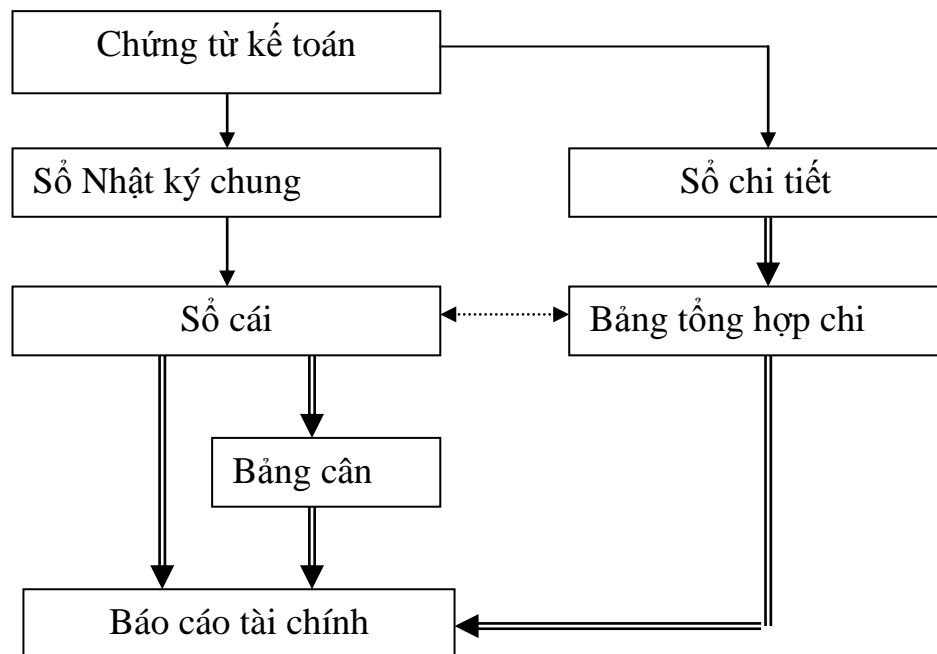 Chứng từ kế toán
Sổ Nhật ký chung
Sổ chi tiết
Sổ cái
Bảng tổng hợp chi
Bảng cân
Báo cáo tài chính